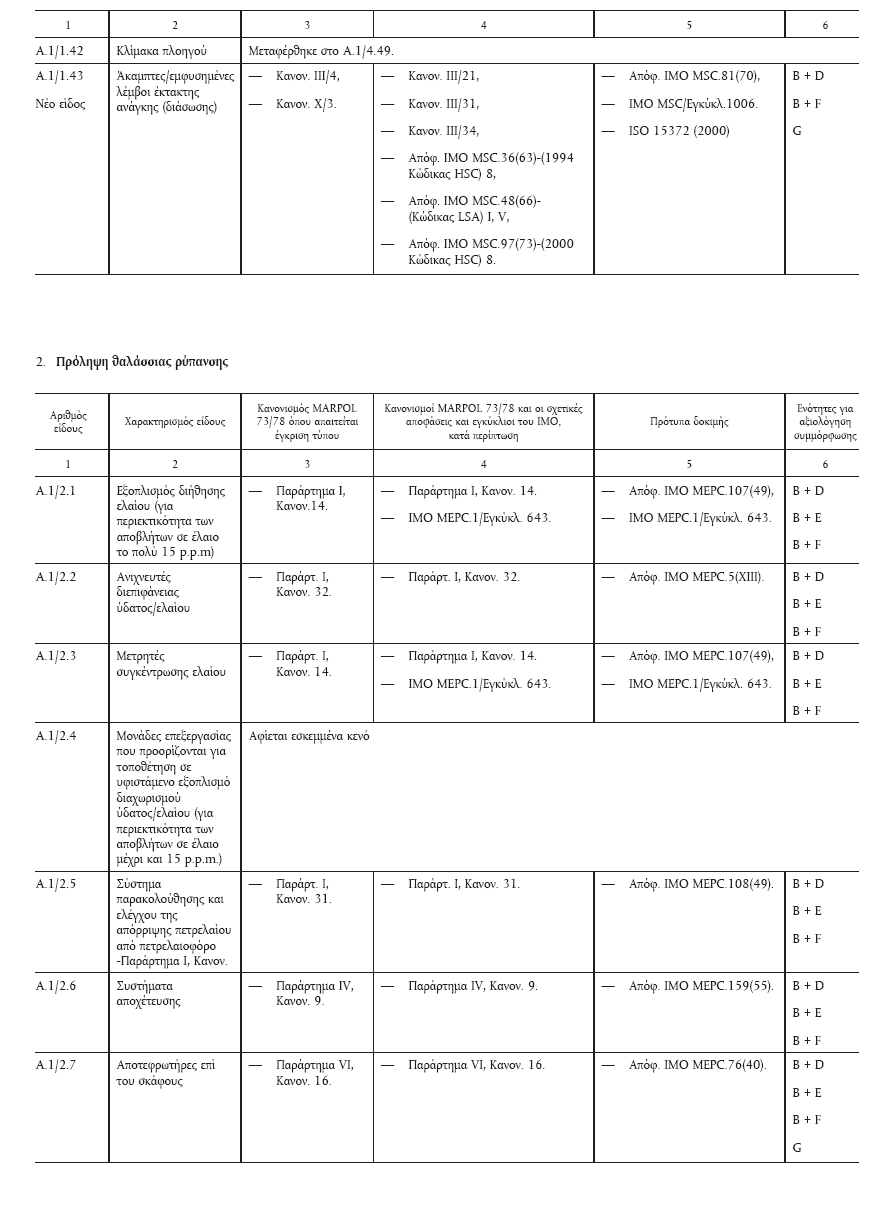 1 2 3 4 5 6
A.1/1.42 Κλίμακα πλοηγού Μεταφέρθηκε στο A.1/4.49.
A.1/1.43
Νέο είδος
Άκαμπτες/εμφυσημένες
λέμβοι έκτακτης
ανάγκης (διάσωσης)
— Κανον. III/4,
— Κανον. X/3.
— Κανον. III/21,
— Κανον. III/31,
— Κανον. III/34,
— Απόφ. IMO MSC.36(63)-(1994
Κώδικας HSC) 8,
— Απόφ. IMO MSC.48(66)-
(Κώδικας LSA) I, V,
— Απόφ. IMO MSC.97(73)-(2000
Κώδικας HSC) 8.
— Απόφ. IMO MSC.81(70),
— IMO MSC/Εγκύκλ.1006.
— ISO 15372 (2000)
B + D
B + F
G
2. Πρόληψη θαλάσσιας ρύπανσης
Αριθμός
είδους
Χαρακτηρισμός είδους
Κανονισμός MARPOL
73/78 όπου απαιτείται
έγκριση τύπου
Κανονισμοί MARPOL 73/78 και οι σχετικές
αποφάσεις και εγκύκλιοι του IMO,
κατά περίπτωση
Πρότυπα δοκιμής
Ενότητες για
αξιολόγηση
συμμόρφωσης
1 2 3 4 5 6
A.1/2.1
Εξοπλισμός διήθησης
ελαίου (για
περιεκτικότητα των
αποβλήτων σε έλαιο
το πολύ 15 p.p.m)
— Παράρτημα I,
Κανον.14.
— Παράρτημα I, Κανον. 14.
— IMO MEPC.1/Εγκύκλ. 643.
— Απόφ. IMO MEPC.107(49),
— IMO MEPC.1/Εγκύκλ. 643.
B + D
B + E
B + F
A.1/2.2
Ανιχνευτές
διεπιφάνειας
ύδατος/ελαίου
— Παράρτ. I,
Κανον. 32.
— Παράρτ. I, Κανον. 32.
— Απόφ. IMO MEPC.5(XIII).
B + D
B + E
B + F
A.1/2.3
Μετρητές
συγκέντρωσης ελαίου
— Παράρτ. I,
Κανον. 14.
— Παράρτημα I, Κανον. 14.
— IMO MEPC.1/Εγκύκλ. 643.
— Απόφ. IMO MEPC.107(49),
— IMO MEPC.1/Εγκύκλ. 643.
B + D
B + E
B + F
A.1/2.4
Μονάδες επεξεργασίας
που προορίζονται για
τοποθέτηση σε
υφιστάμενο εξοπλισμό
διαχωρισμού
ύδατος/ελαίου (για
περιεκτικότητα των
αποβλήτων σε έλαιο
μέχρι και 15 p.p.m.)
Αφίεται εσκεμμένα κενό
A.1/2.5
Σύστημα
παρακολούθησης και
ελέγχου της
απόρριψης πετρελαίου
από πετρελαιοφόρο
-Παράρτημα I, Κανον.
— Παράρτ. I,
Κανον. 31.
— Παράρτ. I, Κανον. 31.
— Απόφ. IMO MEPC.108(49).
B + D
B + E
B + F
A.1/2.6
Συστήματα
αποχέτευσης
— Παράρτημα IV,
Κανον. 9.
— Παράρτημα IV, Κανον. 9.
— Απόφ. IMO MEPC.159(55).
B + D
B + E
B + F
A.1/2.7
Αποτεφρωτήρες επί
του σκάφους
— Παράρτημα VI,
Κανον. 16.
— Παράρτημα VI, Κανον. 16.
— Απόφ. IMO MEPC.76(40).
B + D
B + E
B + F
G